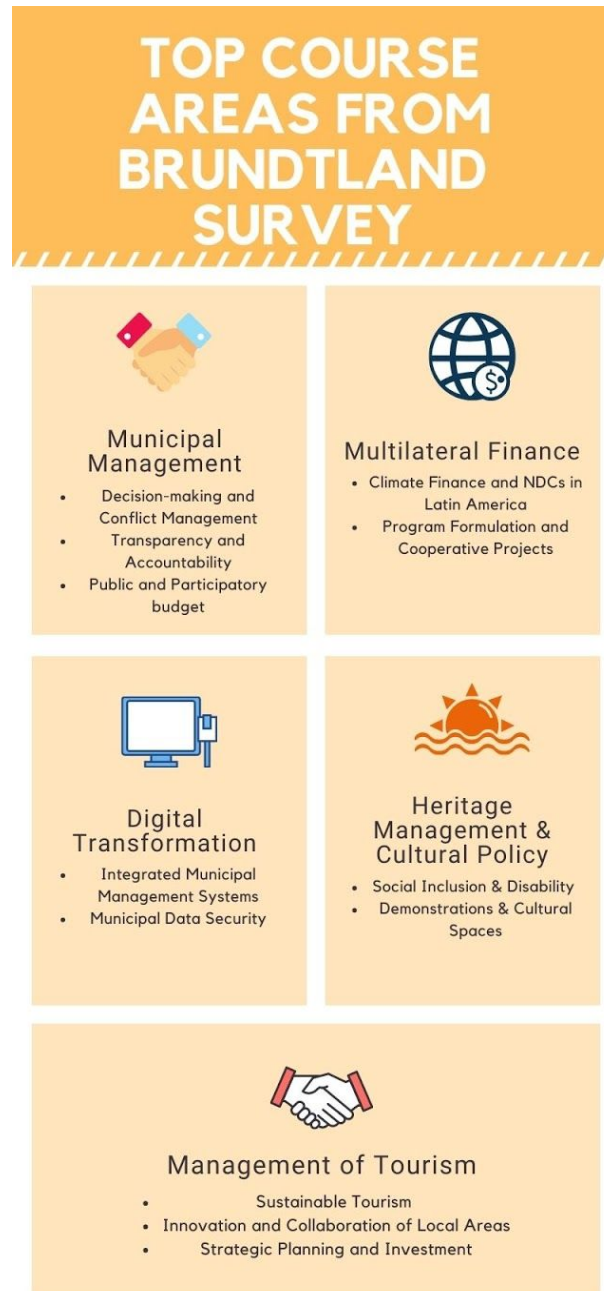 TOP COURSE
AREAS FROM
BRUNDTLAND
SURVEY
Municipal
Management
• Decision-making and
Conflict Management
• Transparency and
Accountability
• Public and Participatory
budget
$
Multilateral Finance
• Climate Finance and NDCs in
Latin America
• Program Formulation and
Cooperative Projects
Digital
Transformation
• Integrated Municipal
Management Systems
• Municipal Data Security
Heritage
Management &
Cultural Policy
• Social Inclusion & Disability
• Demonstrations & Cultural
Spaces
Management of Tourism
• Sustainable Tourism
• Innovation and Collaboration of Local Areas
• Strategic Planning and Investment